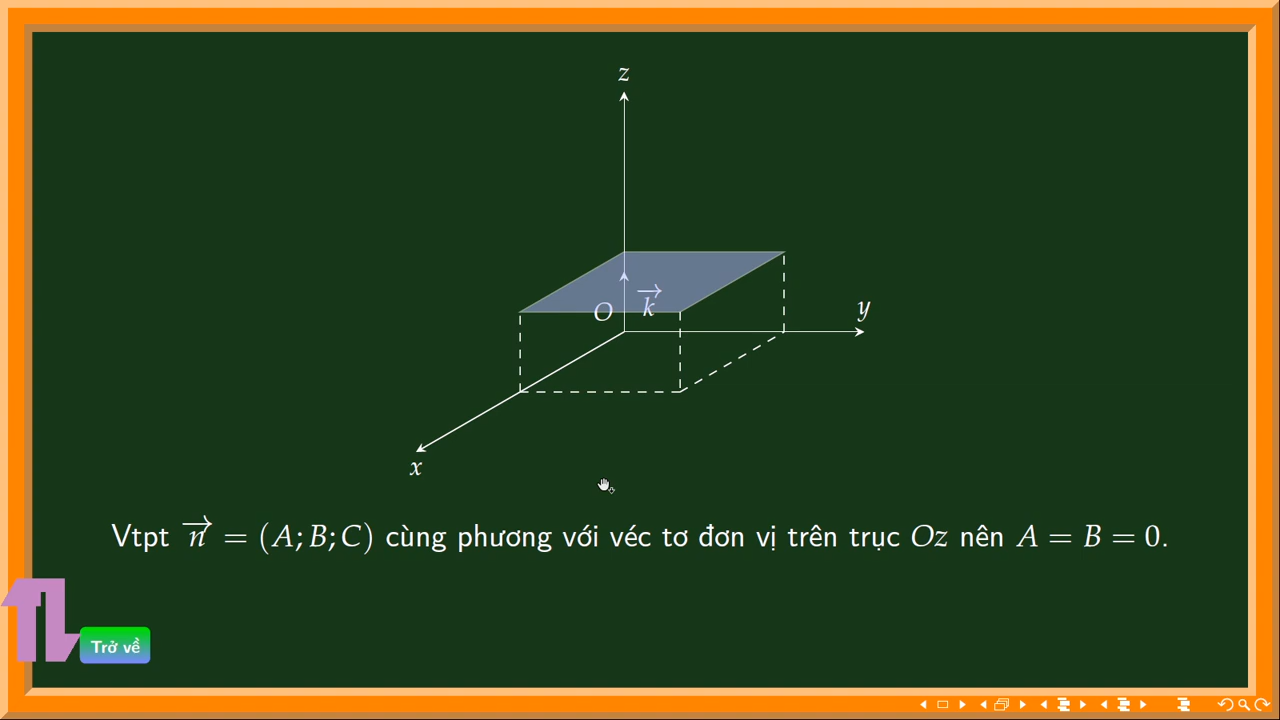 z
O
k⃗
y
x
Vtpt n⃗ = (A; B; C) cùng phương với véc tơ đơn vị trên trục Oz nên A = B = 0.
Trở về